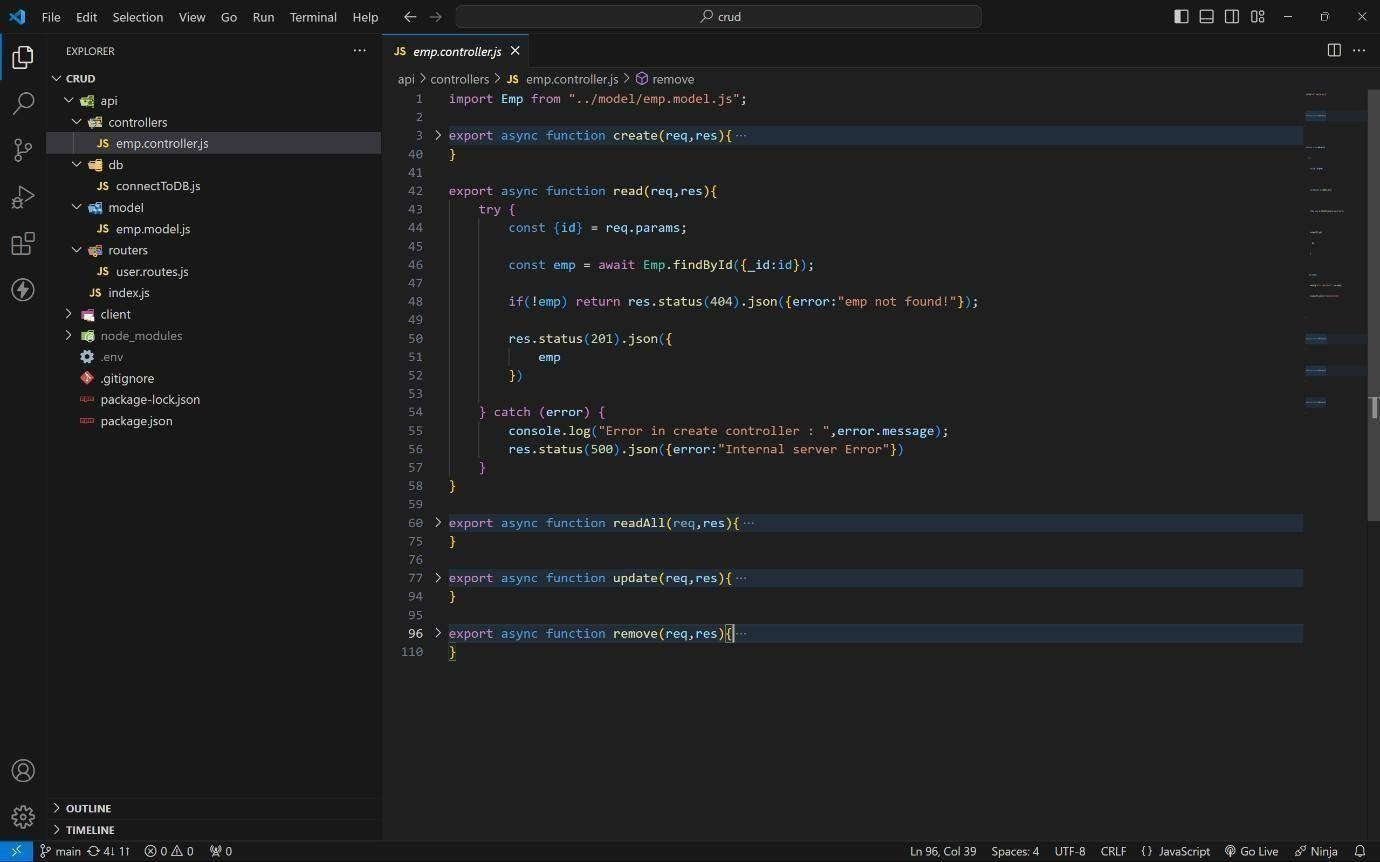 File Edit Selection View Go Run Terminal Help crud
EXPLORER ···
JS emp.controller.js
api > controllers > JS emp.controller.js > remove
CRUD
api
controllers
JS emp.controller.js
db
JS connectToDB.js
model
JS emp.model.js
routers
JS user.routes.js
JS index.js
client
node_modules
.env
.gitignore
package-lock.json
package.json
OUTLINE
TIMELINE
1 import Emp from "../model/emp.model.js";
2
3 export async function create(req,res){ ···
40 }
41
42 export async function read(req,res){
43 try {
44 const {id} = req.params;
45
46 const emp = await Emp.findById({_id:id});
47
48 if(!emp) return res.status(404).json({error:"emp not found!"});
49
50 res.status(201).json({
51 emp
52 })
53
54 } catch (error) {
55 console.log("Error in create controller : ",error.message);
56 res.status(500).json({error:"Internal server Error"})
57 }
58 }
59
60 export async function readAll(req,res){ ···
75 }
76
77 export async function update(req,res){ ···
94 }
95
96 export async function remove(req,res){ ···
110 }
main 4↓ 1↑ 0 0 0 Ln 96, Col 39 Spaces: 4 UTF-8 CRLF {} JavaScript Go Live Ninja